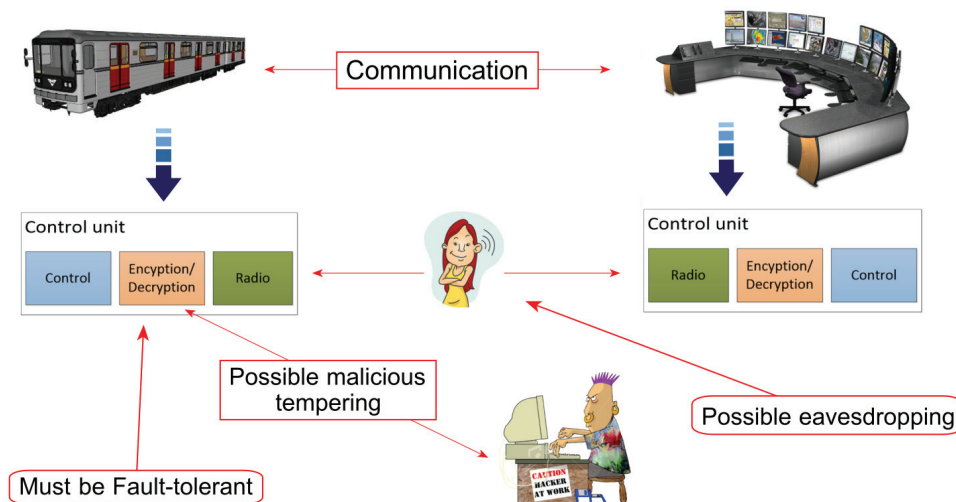 Communication
Control unit
Control
Encyption/
Decryption
Radio
Control unit
Radio
Encyption/
Decryption
Control
Possible malicious
tempering
Possible eavesdropping
Must be Fault-tolerant
CAUTION
HACKER
AT WORK